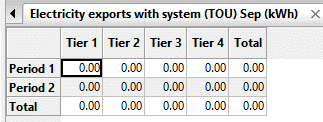 Electricity exports with system (TOU) Sep (kWh)
Tier 1 Tier 2 Tier 3 Tier 4 Total
Period 1 0.00 0.00 0.00 0.00 0.00
Period 2 0.00 0.00 0.00 0.00 0.00
Total 0.00 0.00 0.00 0.00 0.00